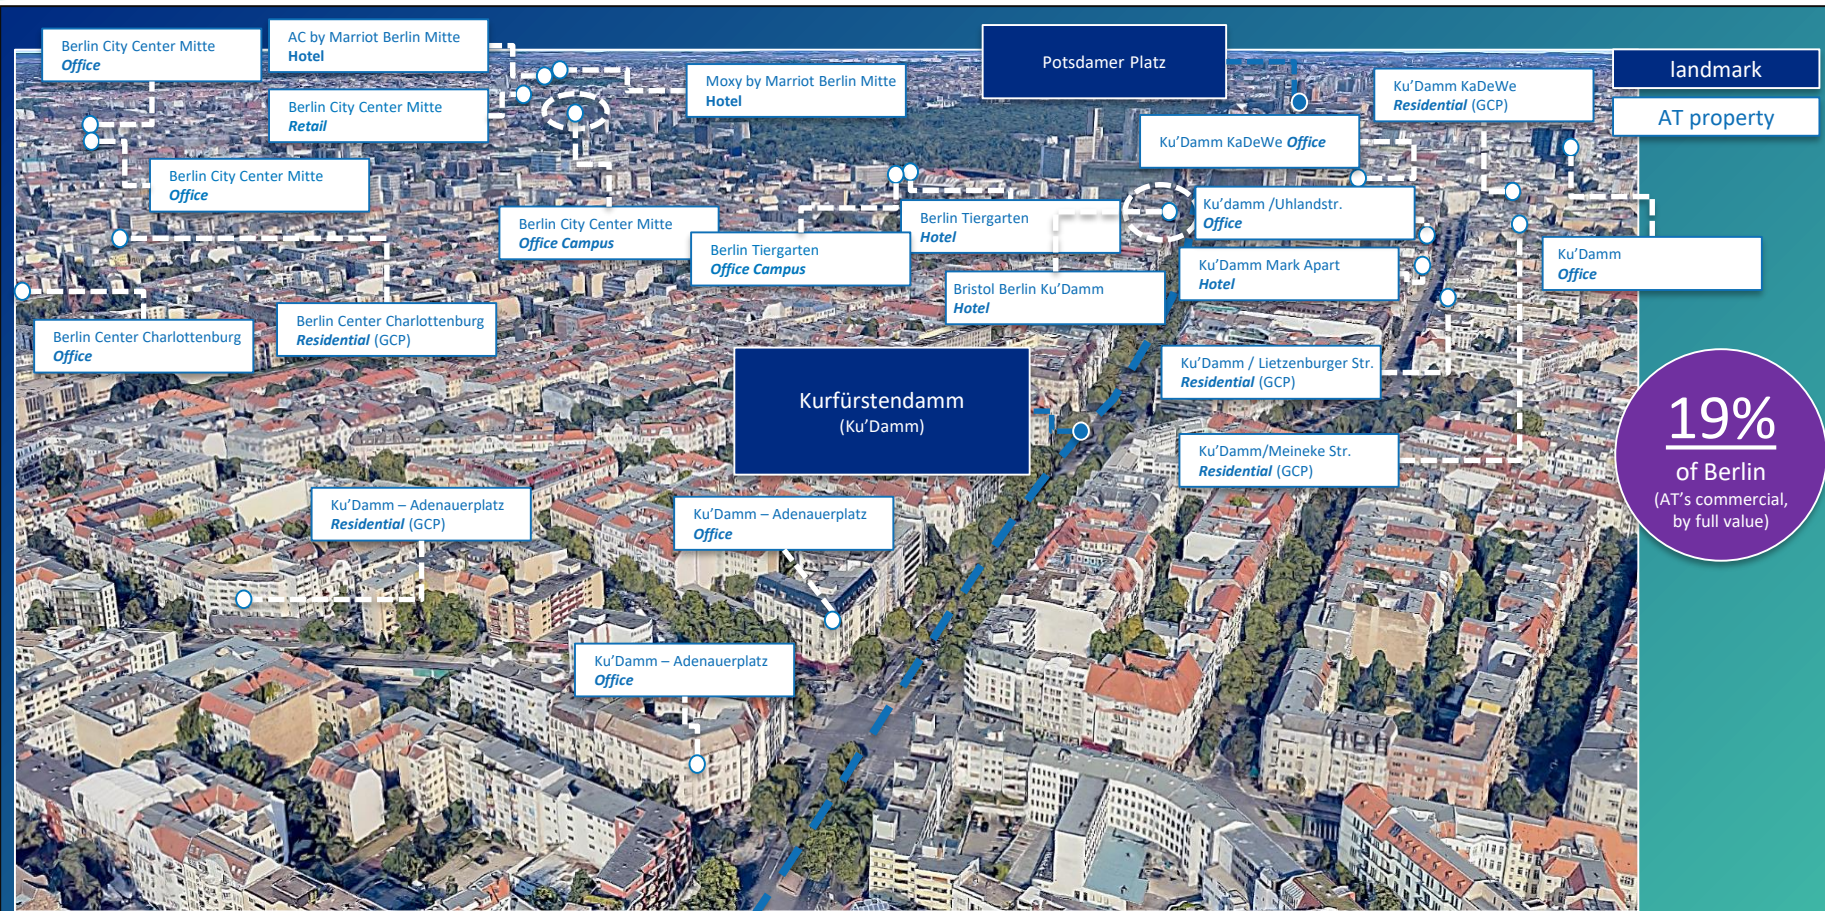 Berlin City Center Mitte
Office
AC by Marriot Berlin Mitte
Hotel
Berlin City Center Mitte
Retail
Moxy by Marriot Berlin Mitte
Hotel
Potsdamer Platz
Ku'Damm KaDeWe
Residential (GCP)
landmark
AT property
Ku'Damm KaDeWe Office
Berlin City Center Mitte
Office
Berlin City Center Mitte
Office Campus
Berlin Tiergarten
Office Campus
Berlin Tiergarten
Hotel
Ku'damm /Uhlandstr.
Office
Ku'Damm Mark Apart
Hotel
Ku'Damm
Office
Bristol Berlin Ku'Damm
Hotel
Berlin Center Charlottenburg
Office
Berlin Center Charlottenburg
Residential (GCP)
Ku'Damm / Lietzenburger Str.
Residential (GCP)
Kurfürstendamm
(Ku'Damm)
Ku'Damm/Meineke Str.
Residential (GCP)
19%
of Berlin
(AT's commercial,
by full value)
Ku'Damm – Adenauerplatz
Residential (GCP)
Ku'Damm – Adenauerplatz
Office
Ku'Damm – Adenauerplatz
Office